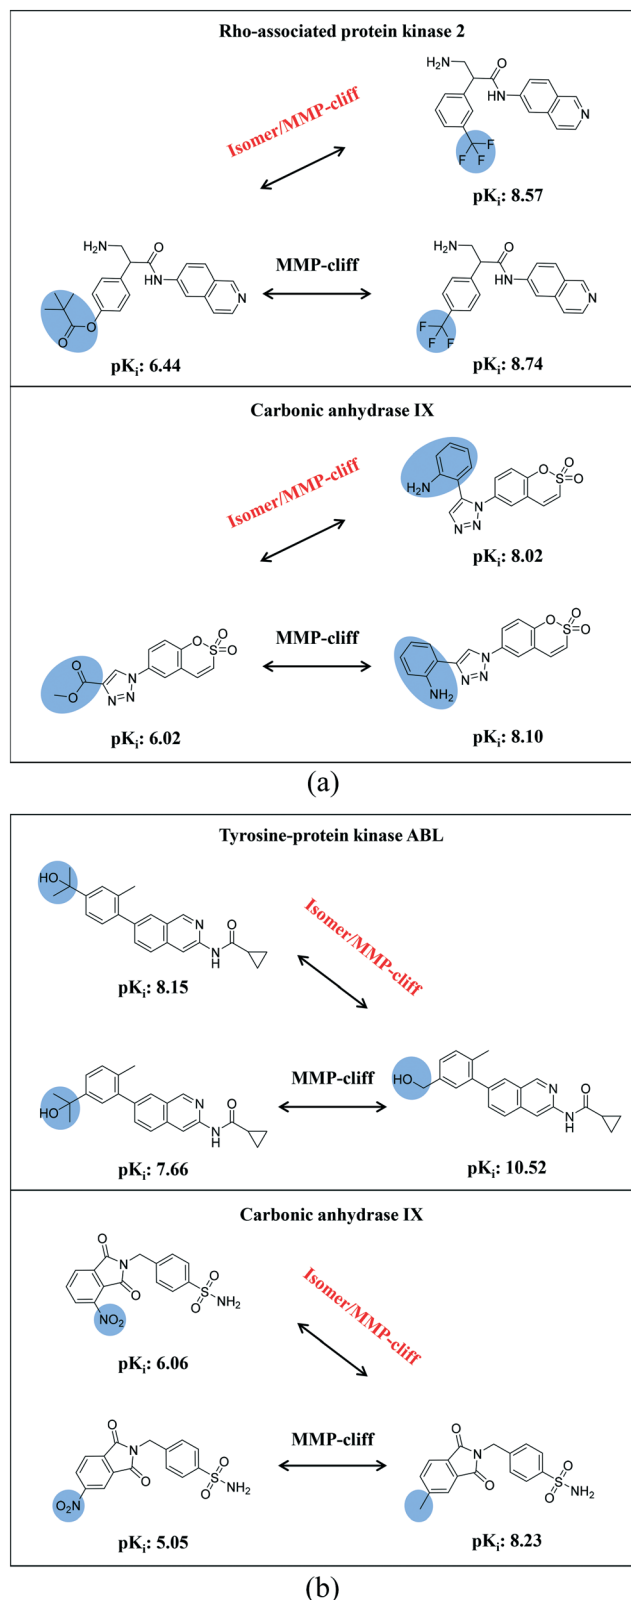 Rho-associated protein kinase 2
H₂N
O
HN
N
F
F
F
Isomer/MMP-cliff
pKᵢ: 8.57
H₂N
O
HN
N
O
O
pKᵢ: 6.44
MMP-cliff
H₂N
O
HN
N
F
F
F
pKᵢ: 8.74
Carbonic anhydrase IX
Isomer/MMP-cliff
H₂N
N
N=N
O
S
O
O
pKᵢ: 8.02
O
O
N
N=N
O
S
O
O
pKᵢ: 6.02
MMP-cliff
N
N=N
NH₂
O
S
O
O
pKᵢ: 8.10
(a)
Tyrosine-protein kinase ABL
HO
N
NH
O
pKᵢ: 8.15
Isomer/MMP-cliff
HO
N
NH
O
pKᵢ: 7.66
MMP-cliff
HO
N
NH
O
pKᵢ: 10.52
Carbonic anhydrase IX
O
N
O
NO₂
O
S
O
NH₂
pKᵢ: 6.06
Isomer/MMP-cliff
O
N
O
O₂N
O
S
O
NH₂
pKᵢ: 5.05
MMP-cliff
O
N
O
O
S
O
NH₂
pKᵢ: 8.23
(b)